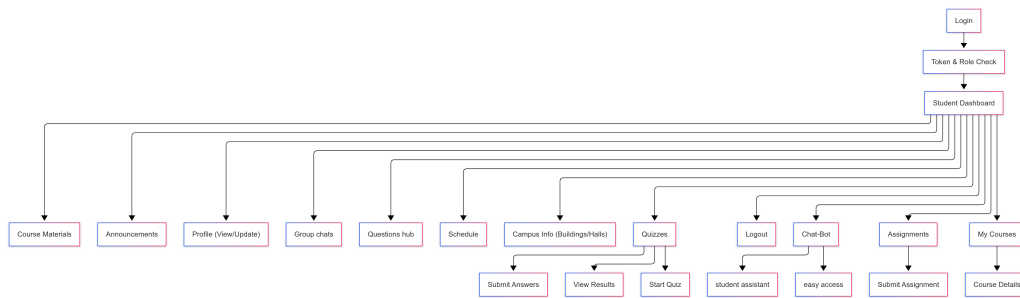 Login
Token & Role Check
Student Dashboard
Course Materials
Announcements
Profile (View/Update)
Group chats
Questions hub
Schedule
Campus Info (Buildings/Halls)
Quizzes
Logout
Chat-Bot
Assignments
My Courses
Submit Answers
View Results
Start Quiz
student assistant
easy access
Submit Assignment
Course Details